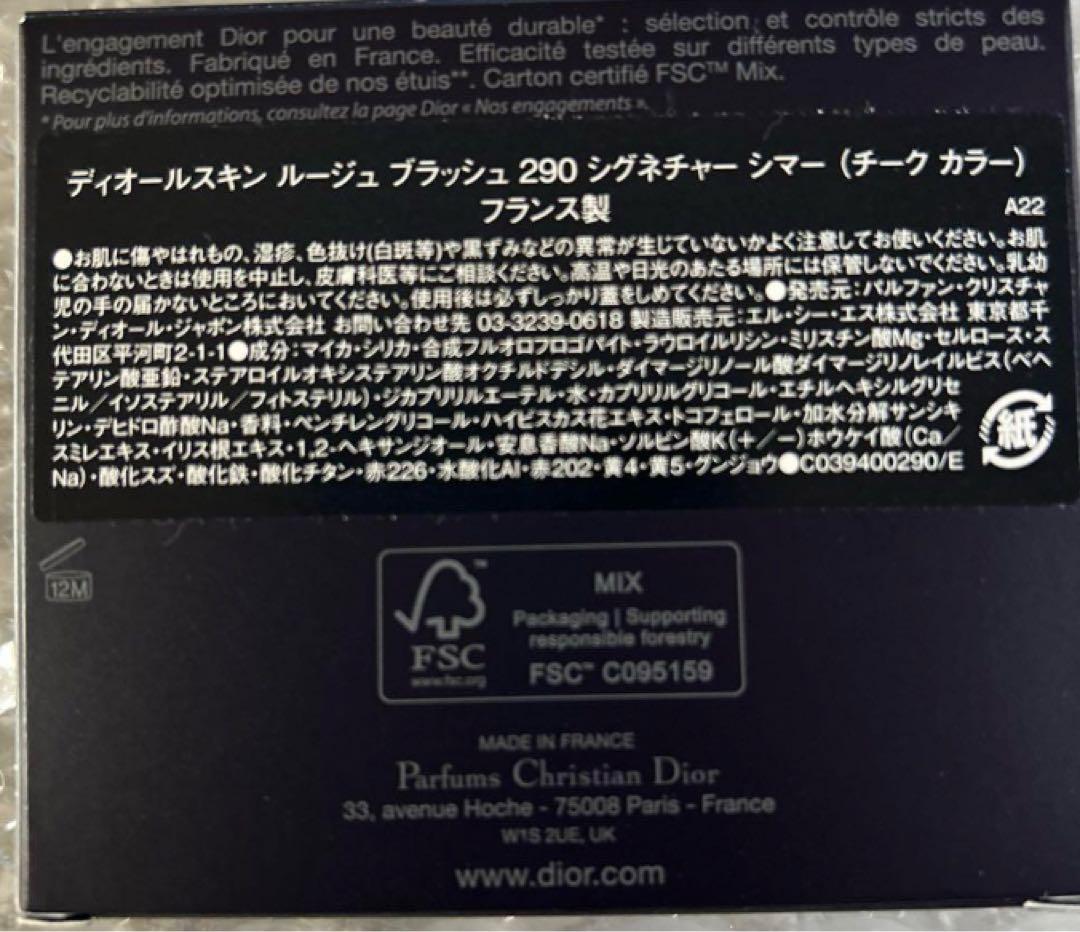 L'engagement Dior pour une beauté durable* : sélection et contrôle stricts des
ingrédients. Fabriqué en France. Efficacité testée sur différents types de peau.
Recyclabilité optimisée de nos étuis**. Carton certifié FSC™ Mix.
*Pour plus d'informations, consultez la page Dior « Nos engagements ».
ディオールスキン ルージュ ブラッシュ 290 シグネチャー シマー (チーク カラー)
フランス製
A22
●お肌に傷やはれもの、湿疹、色抜け(白斑等)や黒ずみなどの異常が生じていないかよく注意してお使いください。お肌
に合わないときは使用を中止し、皮膚科医等にご相談ください。高温や日光のあたる場所には保管しないでください。乳幼
児の手の届かないところにおいてください。使用後は必ずしっかり蓋をしめてください。●発売元:パルファン・クリスチャ
ン・ディオール・ジャポン株式会社 お問い合わせ先 03-3239-0618 製造販売元:エル・シー・エス株式会社 東京都千
代田区平河町2-1-1●成分:マイカ・シリカ・合成フルオロフロゴパイト・ラウロイルリシン・ミリスチン酸Mg・セルロース・ス
テアリン酸亜鉛・ステアロイルオキシステアリン酸オクチルドデシル・ダイマージリノール酸ダイマージリノレイルビス(ベヘ
ニル/イソステアリル/フィトステリル)・ジカプリリルエーテル・水・カプリリルグリコール・エチルヘキシルグリセ
リン・デヒドロ酢酸Na・香料・ペンチレングリコール・ハイビスカス花エキス・トコフェロール・加水分解サンシキ
スミレエキス・イリス根エキス・1,2-ヘキサンジオール・安息香酸Na・ソルビン酸K(+/-)ホウケイ酸(Ca/
Na)・酸化スズ・酸化鉄・酸化チタン・赤226・水酸化Al・赤202・黄4・黄5・グンジョウ●C039400290/E
紙
12M
FSC™
www.fsc.org
MIX
Packaging | Supporting
responsible forestry
FSC™ C095159
MADE IN FRANCE
Parfums Christian Dior
33, avenue Hoche - 75008 Paris - France
W1S 2UE, UK
www.dior.com